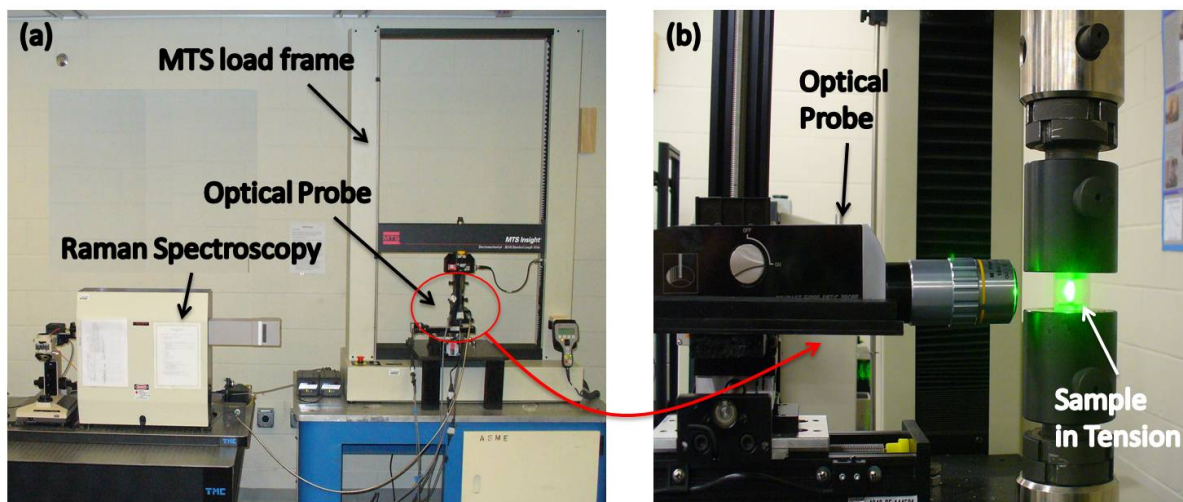 (a)
MTS load frame
Optical Probe
Raman Spectroscopy
MTS
MTS Insight
TMC
TMC
ASME
(b)
Optical
Probe
OFF
ON
Sample
in Tension